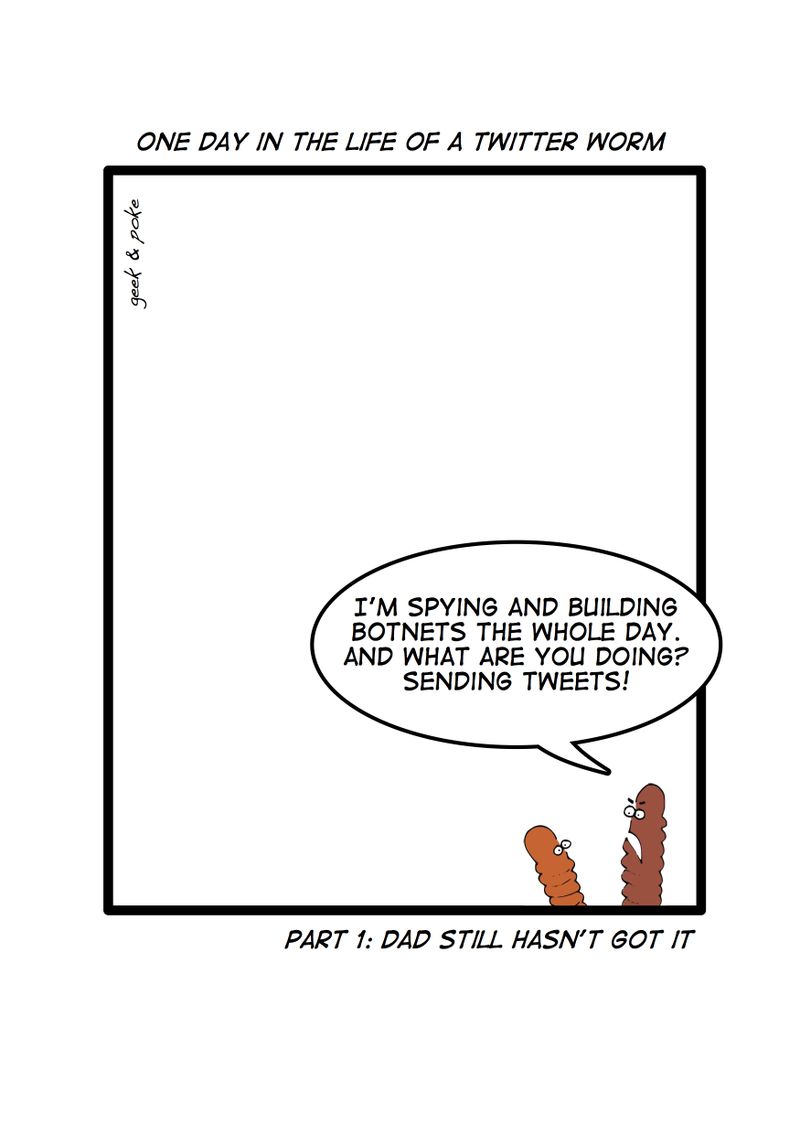 ONE DAY IN THE LIFE OF A TWITTER WORM
geek & poke
I'M SPYING AND BUILDING
BOTNETS THE WHOLE DAY.
AND WHAT ARE YOU DOING?
SENDING TWEETS!
PART 1: DAD STILL HASN'T GOT IT